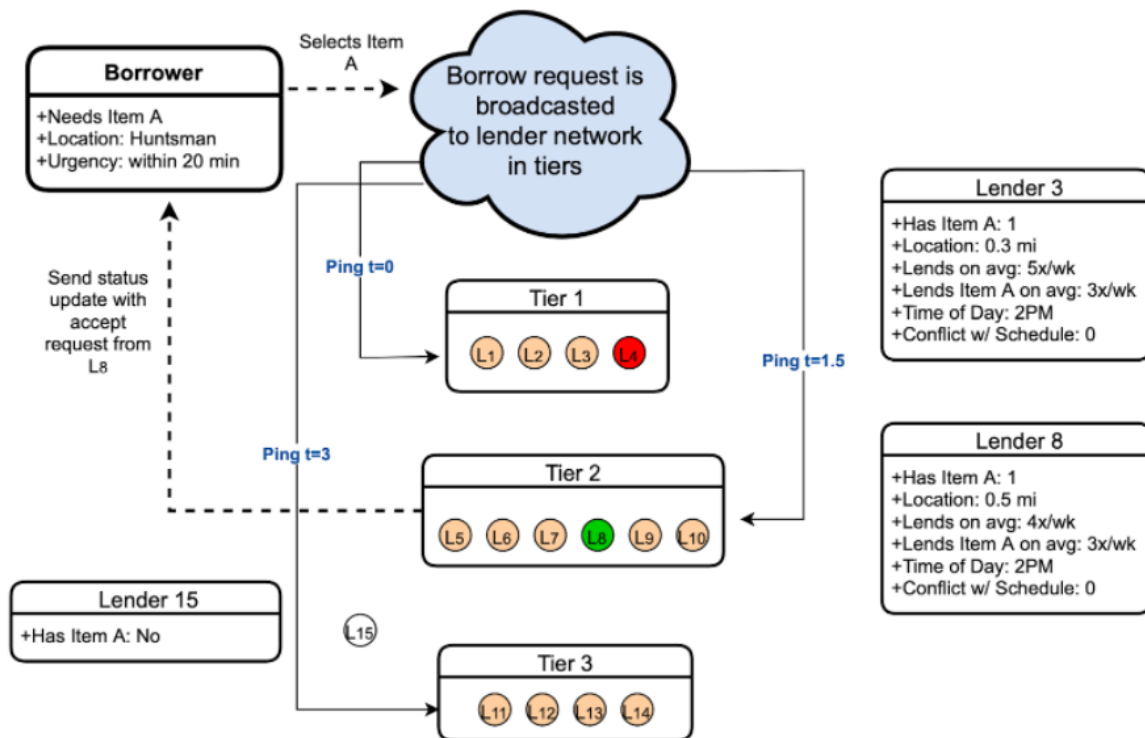 Selects Item
A
Borrower
+Needs Item A
+Location: Huntsman
+Urgency: within 20 min
Borrow request is
broadcasted
to lender network
in tiers
Lender 3
+Has Item A: 1
+Location: 0.3 mi
+Lends on avg: 5x/wk
+Lends Item A on avg: 3x/wk
+Time of Day: 2PM
+Conflict w/ Schedule: 0
Ping t=0
Send status
update with
accept
request from
L8
Tier 1
L1
L2
L3
L4
Ping t=1.5
Ping t=3
Lender 8
+Has Item A: 1
+Location: 0.5 mi
+Lends on avg: 4x/wk
+Lends Item A on avg: 3x/wk
+Time of Day: 2PM
+Conflict w/ Schedule: 0
Tier 2
L5
L6
L7
L8
L9
L10
Lender 15
+Has Item A: No
L15
Tier 3
L11
L12
L13
L14